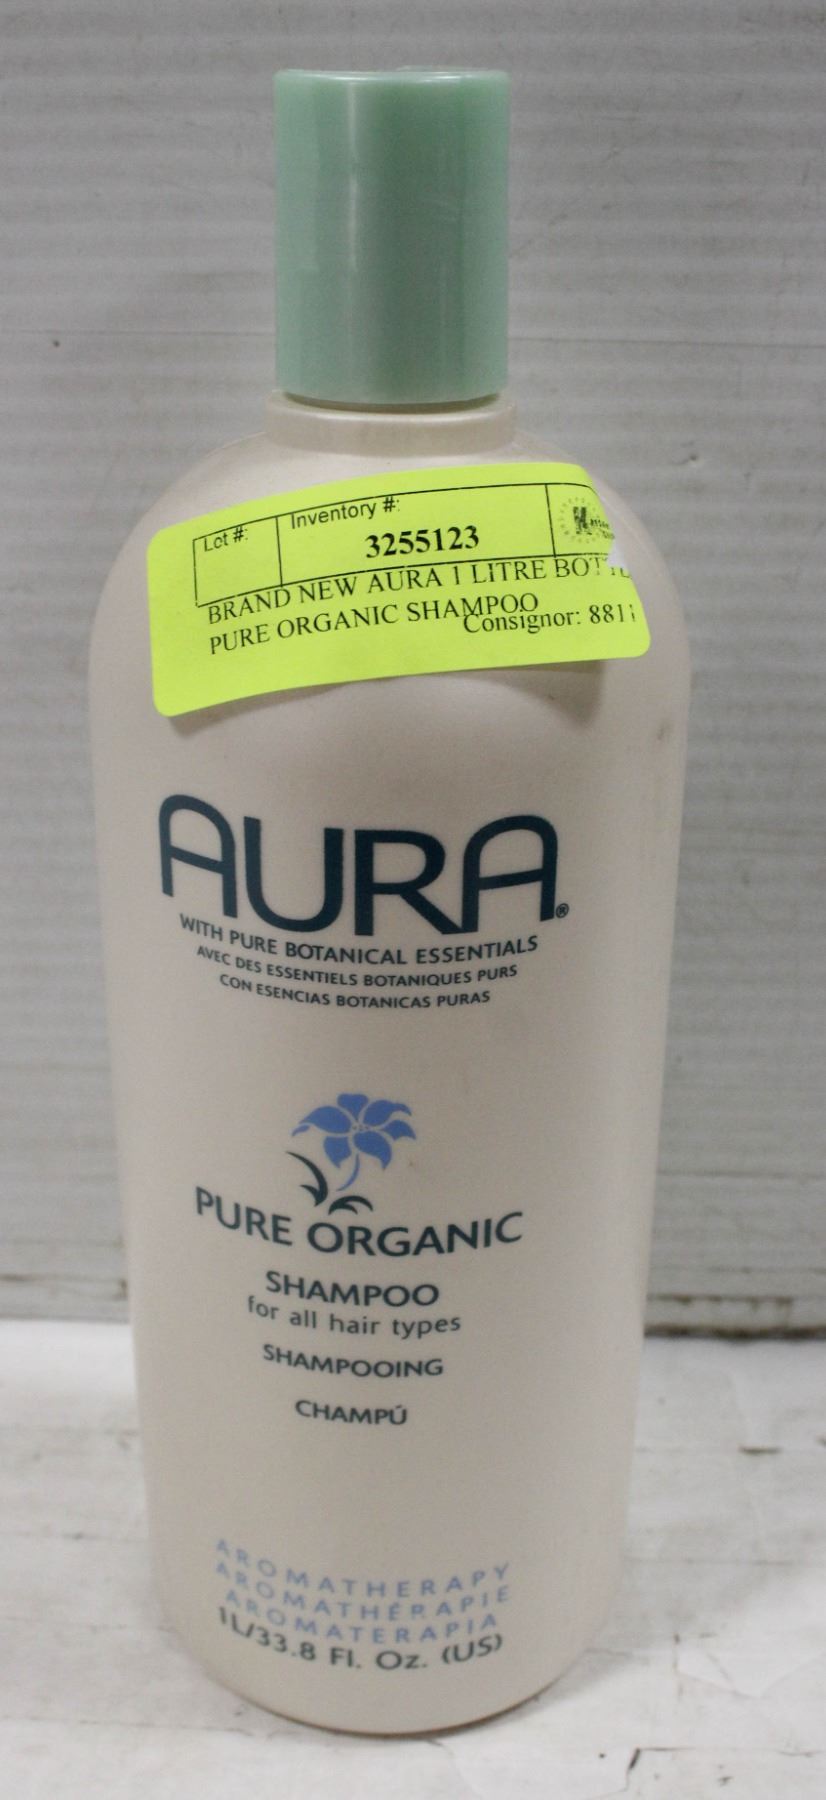 Lot #:
Inventory #:
3255123
BRAND NEW AURA 1 LITRE
PURE ORGANIC SHAMPOO
Consignor: 8811
AURA®
WITH PURE BOTANICAL ESSENTIALS
AVEC DES ESSENTIELS BOTANIQUES PURS
CON ESENCIAS BOTANICAS PURAS
PURE ORGANIC
SHAMPOO
for all hair types
SHAMPOOING
CHAMPÚ
AROMATHERAPY
AROMATHÉRAPIE
AROMATERAPIA
1L/33.8 Fl. Oz. (US)